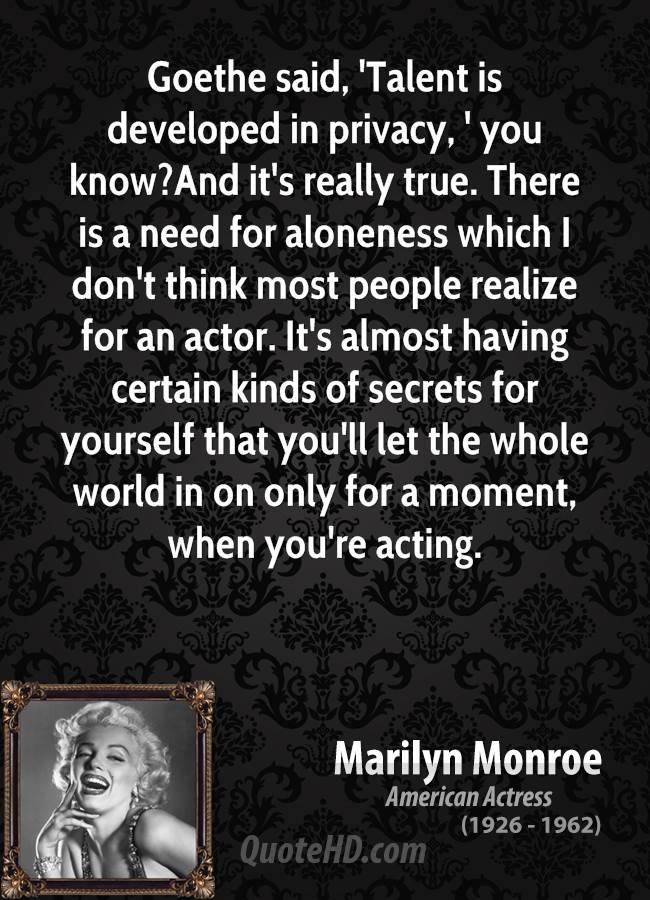 Goethe said, 'Talent is
developed in privacy, ' you
know?And it's really true. There
is a need for aloneness which I
don't think most people realize
for an actor. It's almost having
certain kinds of secrets for
yourself that you'll let the whole
world in on only for a moment,
when you're acting.
Marilyn Monroe
American Actress
(1926 - 1962)
QuoteHD.com